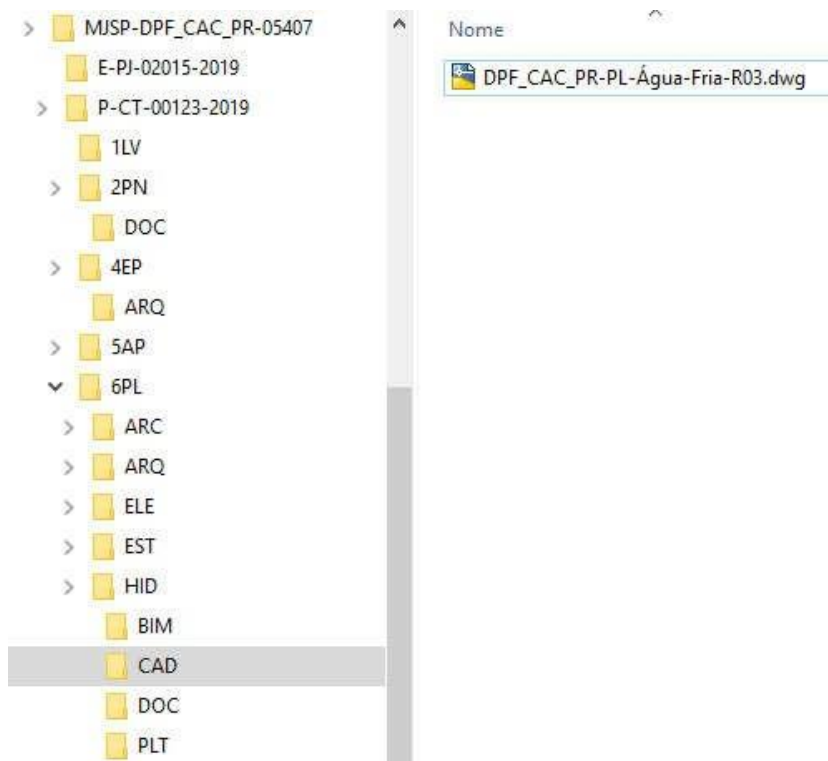 MJSP-DPF_CAC_PR-05407
E-PJ-02015-2019
P-CT-00123-2019
1LV
2PN
DOC
4EP
ARQ
5AP
6PL
ARC
ARQ
ELE
EST
HID
BIM
CAD
DOC
PLT
Nome
DPF_CAC_PR-PL-Água-Fria-R03.dwg